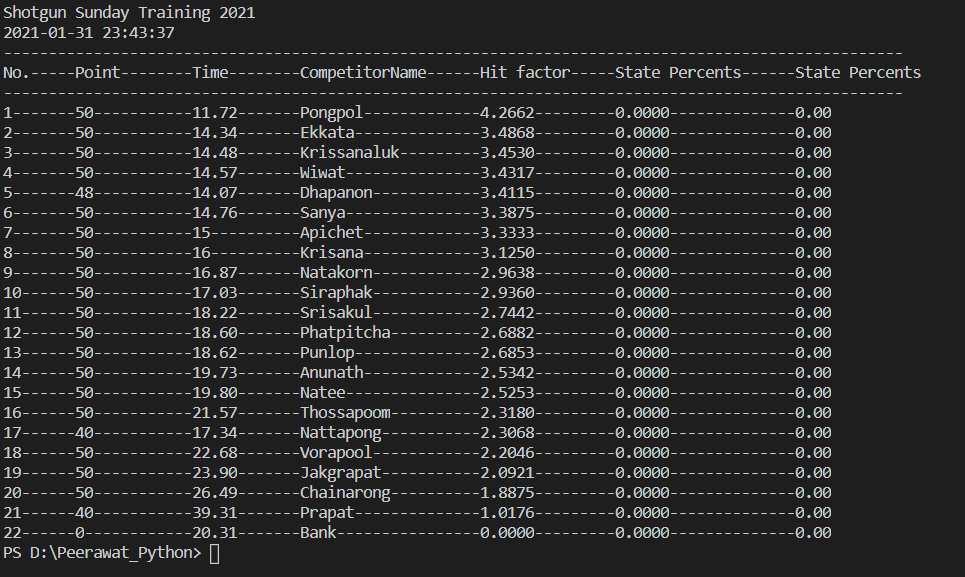 Shotgun Sunday Training 2021
2021-01-31 23:43:37
----------------------------------------------------------------------------------------------------
No.-----Point--------Time--------CompetitorName------Hit factor-----State Percents------State Percents
----------------------------------------------------------------------------------------------------
1-------50-----------11.72-------Pongpol-------------4.2662---------0.0000--------------0.00
2-------50-----------14.34-------Ekkata--------------3.4868---------0.0000--------------0.00
3-------50-----------14.48-------Krissanaluk---------3.4530---------0.0000--------------0.00
4-------50-----------14.57-------Wiwat---------------3.4317---------0.0000--------------0.00
5-------48-----------14.07-------Dhapanon------------3.4115---------0.0000--------------0.00
6-------50-----------14.76-------Sanya---------------3.3875---------0.0000--------------0.00
7-------50-----------15----------Apichet-------------3.3333---------0.0000--------------0.00
8-------50-----------16----------Krisana-------------3.1250---------0.0000--------------0.00
9-------50-----------16.87-------Natakorn------------2.9638---------0.0000--------------0.00
10------50-----------17.03-------Siraphak------------2.9360---------0.0000--------------0.00
11------50-----------18.22-------Srisakul------------2.7442---------0.0000--------------0.00
12------50-----------18.60-------Phatpitcha----------2.6882---------0.0000--------------0.00
13------50-----------18.62-------Punlop--------------2.6853---------0.0000--------------0.00
14------50-----------19.73-------Anunath-------------2.5342---------0.0000--------------0.00
15------50-----------19.80-------Natee---------------2.5253---------0.0000--------------0.00
16------50-----------21.57-------Thossapoom----------2.3180---------0.0000--------------0.00
17------40-----------17.34-------Nattapong-----------2.3068---------0.0000--------------0.00
18------50-----------22.68-------Vorapool------------2.2046---------0.0000--------------0.00
19------50-----------23.90-------Jakgrapat-----------2.0921---------0.0000--------------0.00
20------50-----------26.49-------Chainarong----------1.8875---------0.0000--------------0.00
21------40-----------39.31-------Prapat--------------1.0176---------0.0000--------------0.00
22------0------------20.31-------Bank----------------0.0000---------0.0000--------------0.00
PS D:\Peerawat_Python>